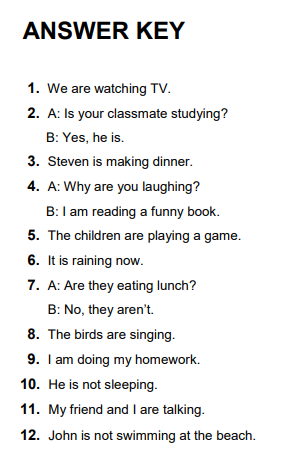 ANSWER KEY
1. We are watching TV.
2. A: Is your classmate studying?
B: Yes, he is.
3. Steven is making dinner.
4. A: Why are you laughing?
B: I am reading a funny book.
5. The children are playing a game.
6. It is raining now.
7. A: Are they eating lunch?
B: No, they aren’t.
8. The birds are singing.
9. I am doing my homework.
10. He is not sleeping.
11. My friend and I are talking.
12. John is not swimming at the beach.